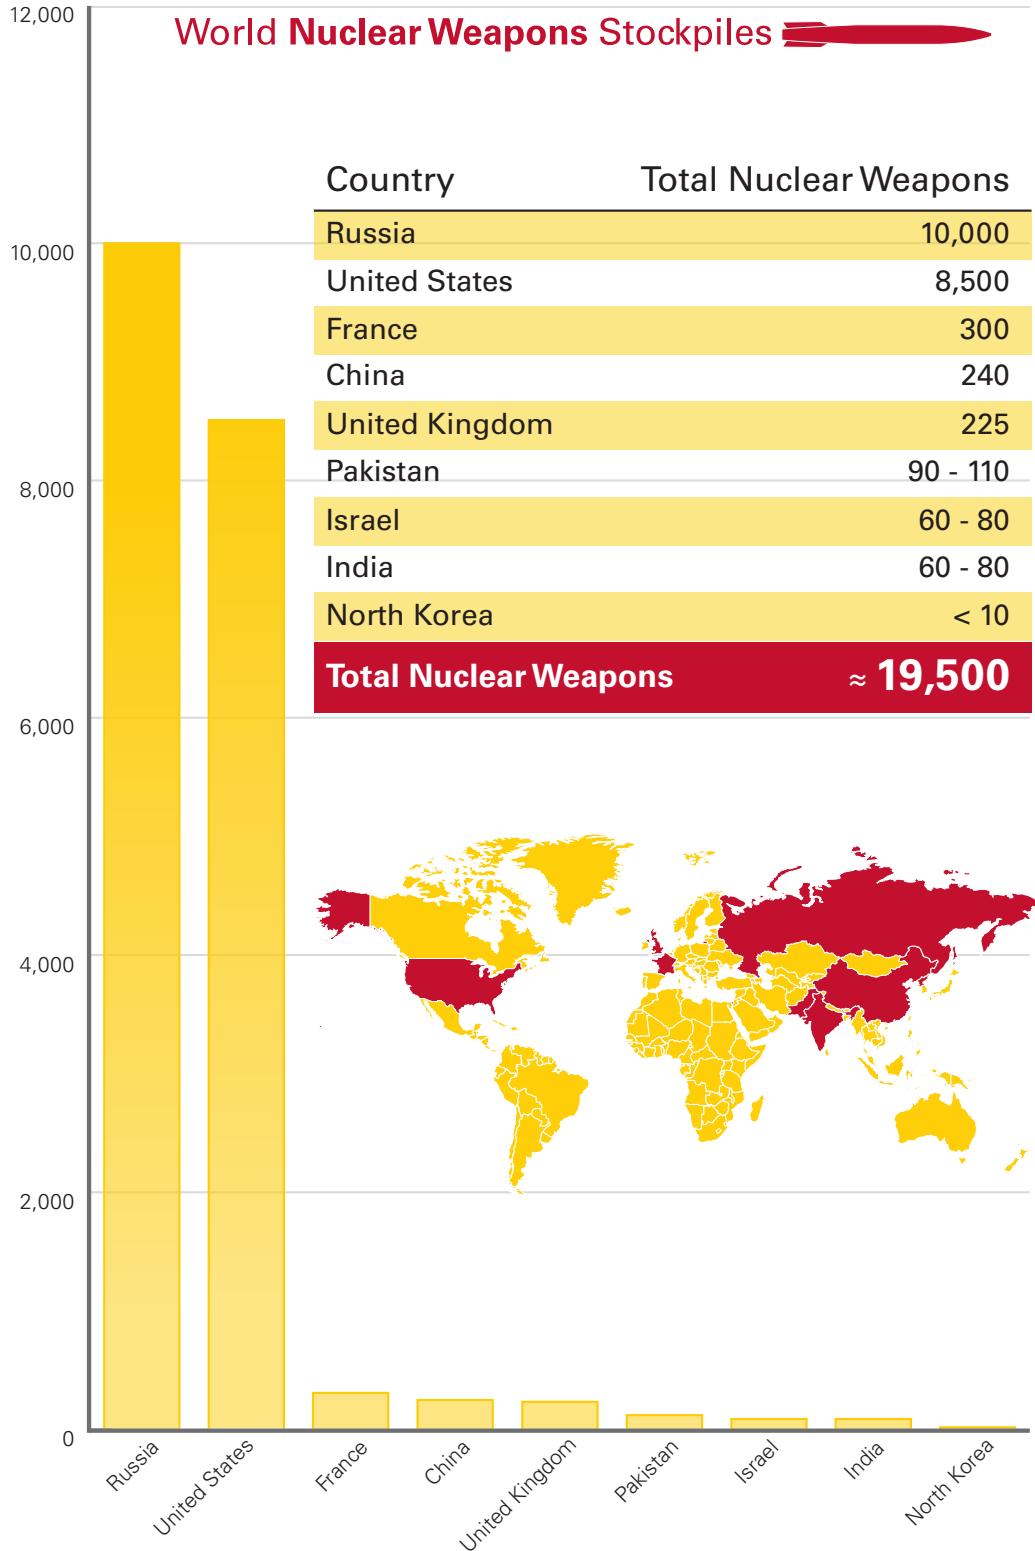 World Nuclear Weapons Stockpiles
12,000
10,000
8,000
6,000
4,000
2,000
0
Country Total Nuclear Weapons
Russia 10,000
United States 8,500
France 300
China 240
United Kingdom 225
Pakistan 90 - 110
Israel 60 - 80
India 60 - 80
North Korea < 10
Total Nuclear Weapons ≈ 19,500
Russia
United States
France
China
United Kingdom
Pakistan
Israel
India
North Korea